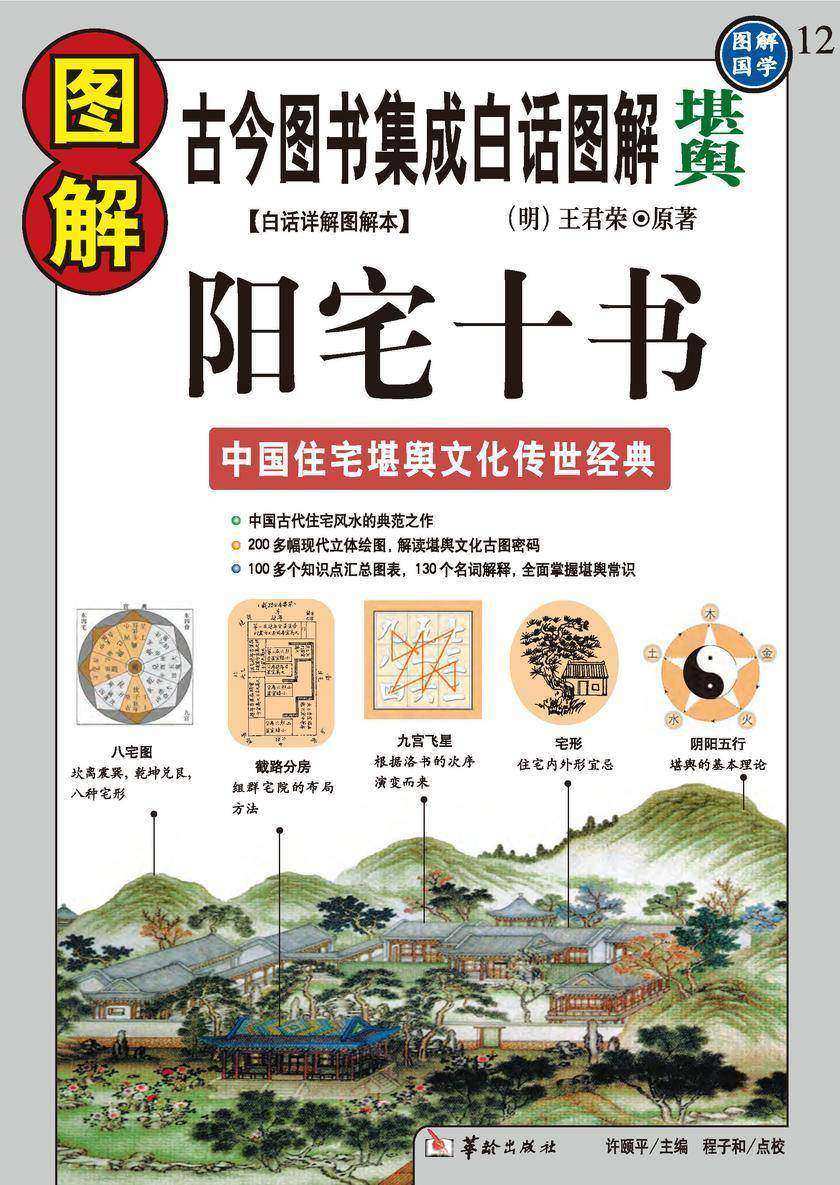 图解国学
12
图解
古今图书集成白话图解
堪舆
【白话详解图解本】
（明）王君荣⊙原著
阳宅十书
中国住宅堪舆文化传世经典
中国古代住宅风水的典范之作
200多幅现代立体绘图，解读堪舆文化古图密码
100多个知识点汇总图表，130个名词解释，全面掌握堪舆常识
八宅图
坎离震巽，乾坤兑艮，
八种宅形
截路分房
组群宅院的布局
方法
九宫飞星
根据洛书的次序
演变而来
宅形
住宅内外形宜忌
木
土
金
水
火
阴阳五行
堪舆的基本理论
华龄出版社
许颐平/主编 程子和/点校